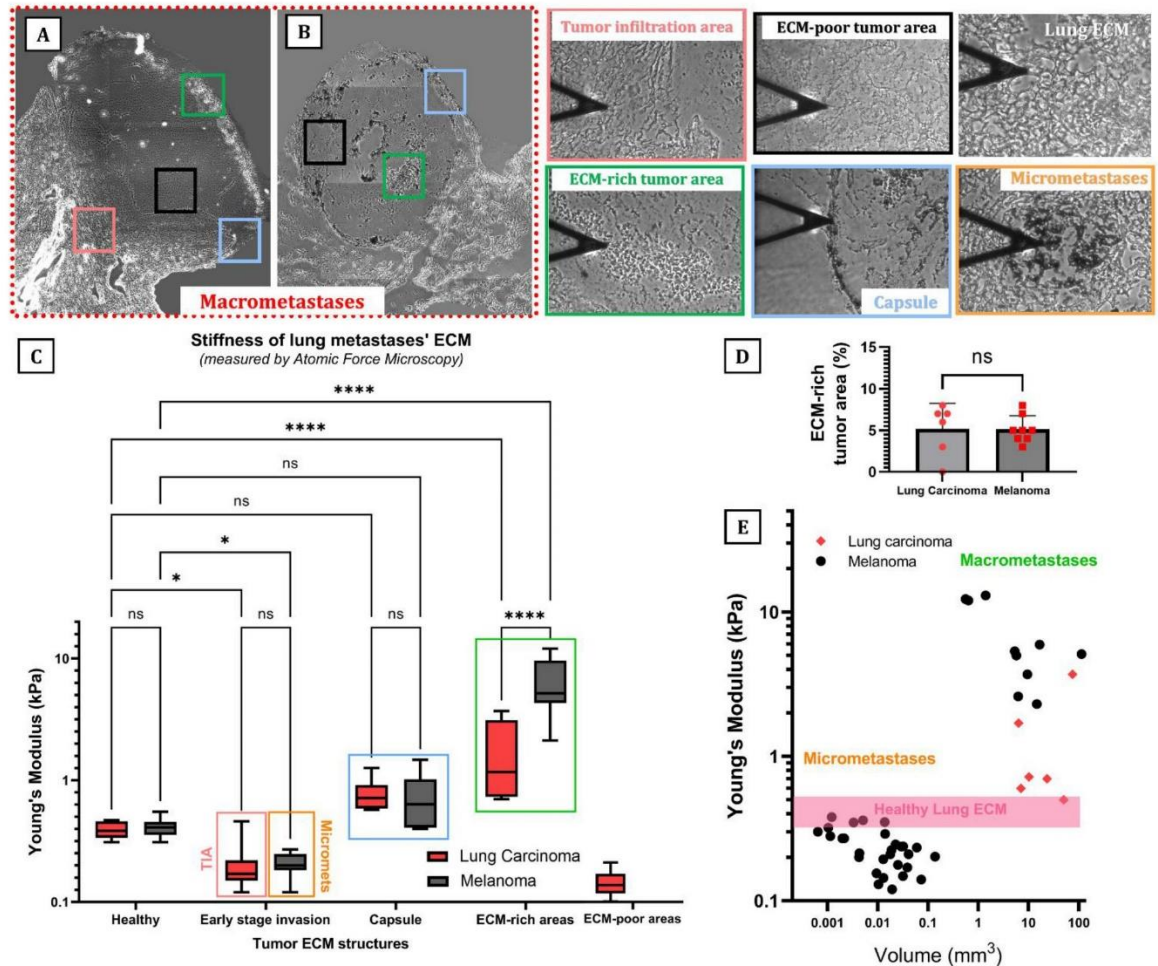 A
B
Macrometastases
Tumor infiltration area
ECM-poor tumor area
Lung ECM
ECM-rich tumor area
Capsule
Micrometastases
C
Stiffness of lung metastases' ECM
(measured by Atomic Force Microscopy)
****
****
ns
ns
*
*
ns
ns
ns
****
Young's Modulus (kPa)
10
1
0.1
TIA
Micromets
Lung Carcinoma
Melanoma
Healthy
Early stage invasion
Capsule
ECM-rich areas
ECM-poor areas
Tumor ECM structures
D
ns
ECM-rich
tumor area (%)
15
10
5
0
Lung Carcinoma
Melanoma
E
Lung carcinoma
Melanoma
Macrometastases
Micrometastases
Healthy Lung ECM
Young's Modulus (kPa)
10
1
0.1
0.001
0.01
0.1
1
10
100
Volume (mm³)